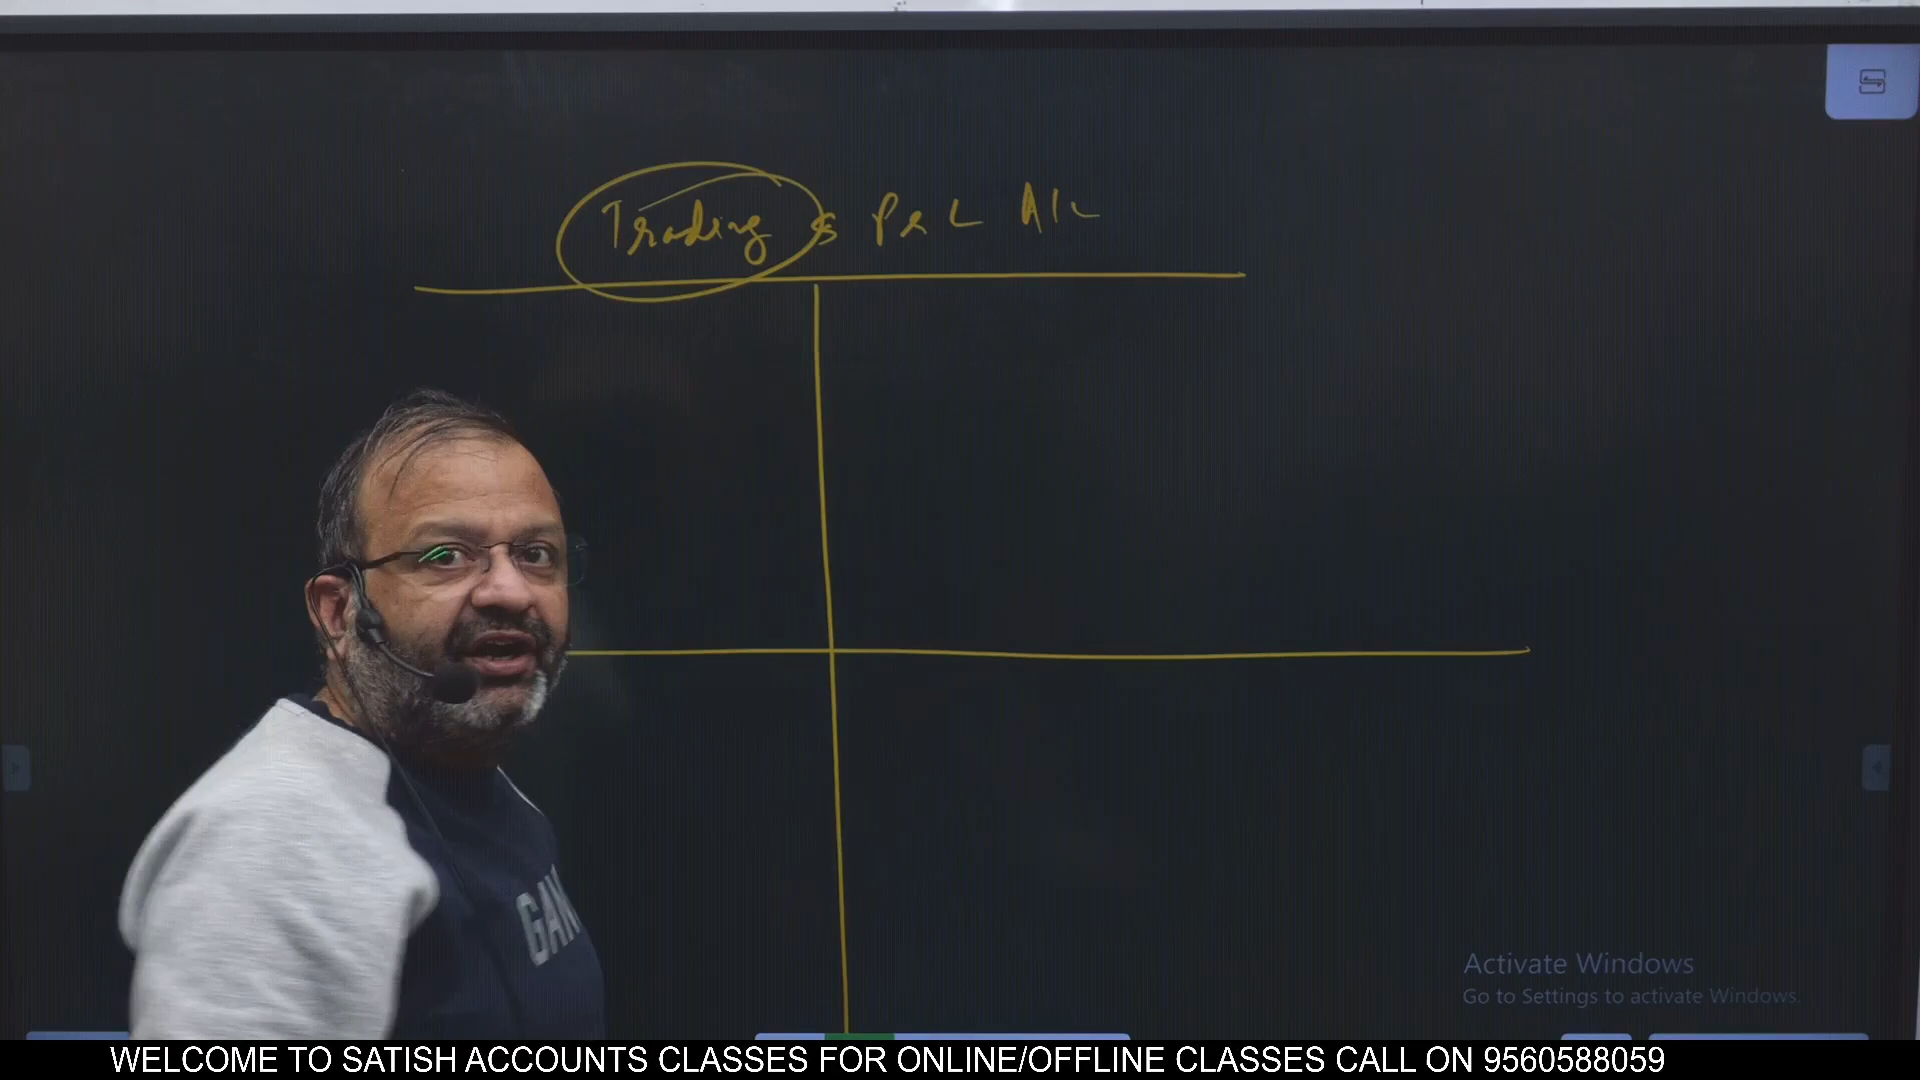 Trading & P & L A/c
GAN
Activate Windows
Go to Settings to activate Windows.
WELCOME TO SATISH ACCOUNTS CLASSES FOR ONLINE/OFFLINE CLASSES CALL ON 9560588059